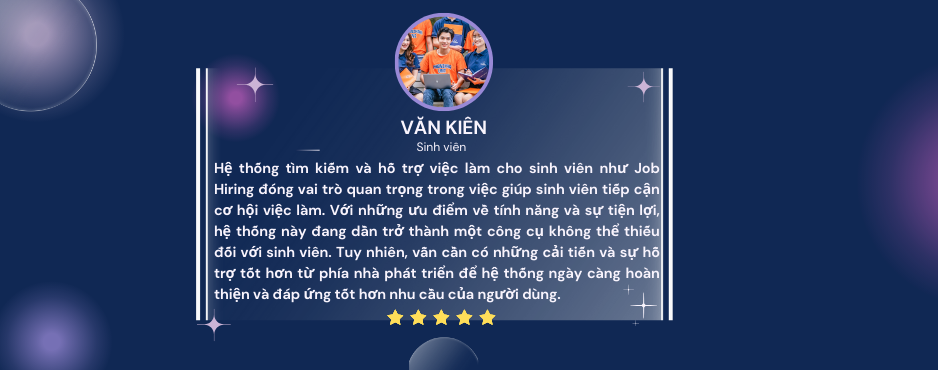 VĂN KIÊN
Sinh viên
Hệ thống tìm kiếm và hỗ trợ việc làm cho sinh viên như Job
Hiring đóng vai trò quan trọng trong việc giúp sinh viên tiếp cận
cơ hội việc làm. Với những ưu điểm về tính năng và sự tiện lợi,
hệ thống này đang dần trở thành một công cụ không thể thiếu
đối với sinh viên. Tuy nhiên, vẫn cần có những cải tiến và sự hỗ
trợ tốt hơn từ phía nhà phát triển để hệ thống ngày càng hoàn
thiện và đáp ứng tốt hơn nhu cầu của người dùng.